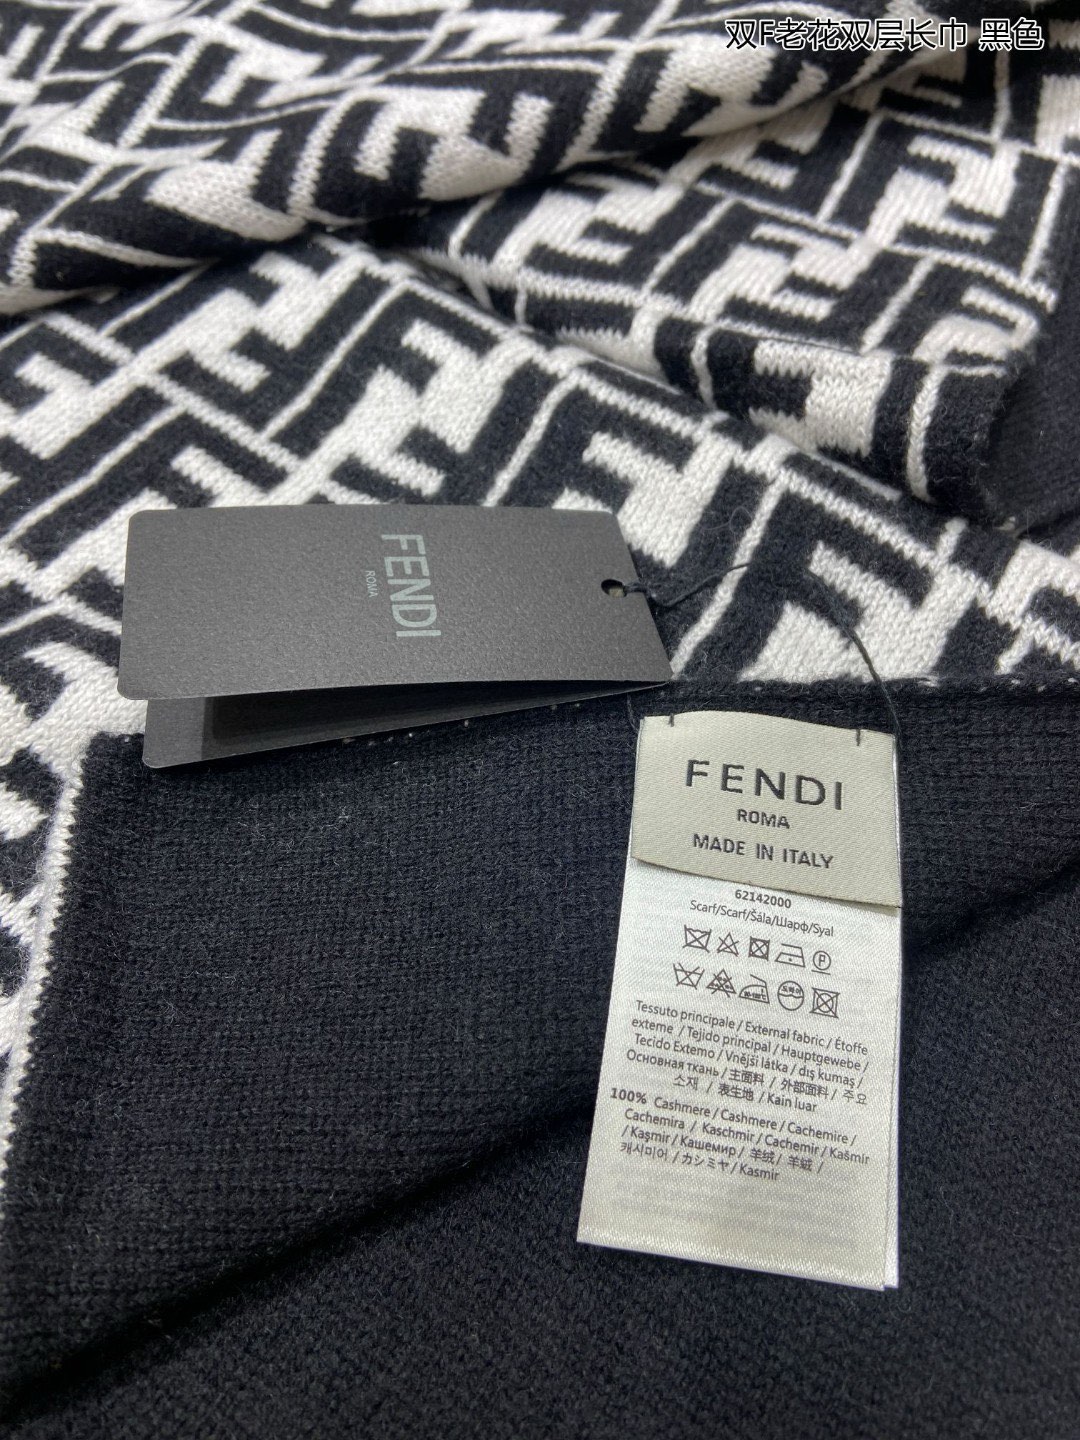 双F老花双层长巾 黑色
FENDI
ROMA
FENDI
ROMA
MADE IN ITALY
62142000
Scarf/Scarf/Šála/Шарф/Syal
P
Tessuto principale / External fabric / Étoffe
externe / Tejido principal / Hauptgewebe /
Tecido Externo / Vnější látka / dış kumaş /
Основная ткань / 主面料 / 外部面料 / 주요
소재 / 表生地 / Kain luar
100% Cashmere / Cashmere / Cachemire /
Cachemira / Kaschmir / Cachemir / Kašmír
/ Kaşmir / Кашемир / 羊绒 / 羊絨 /
캐시미어 / カシミヤ / Kasmir